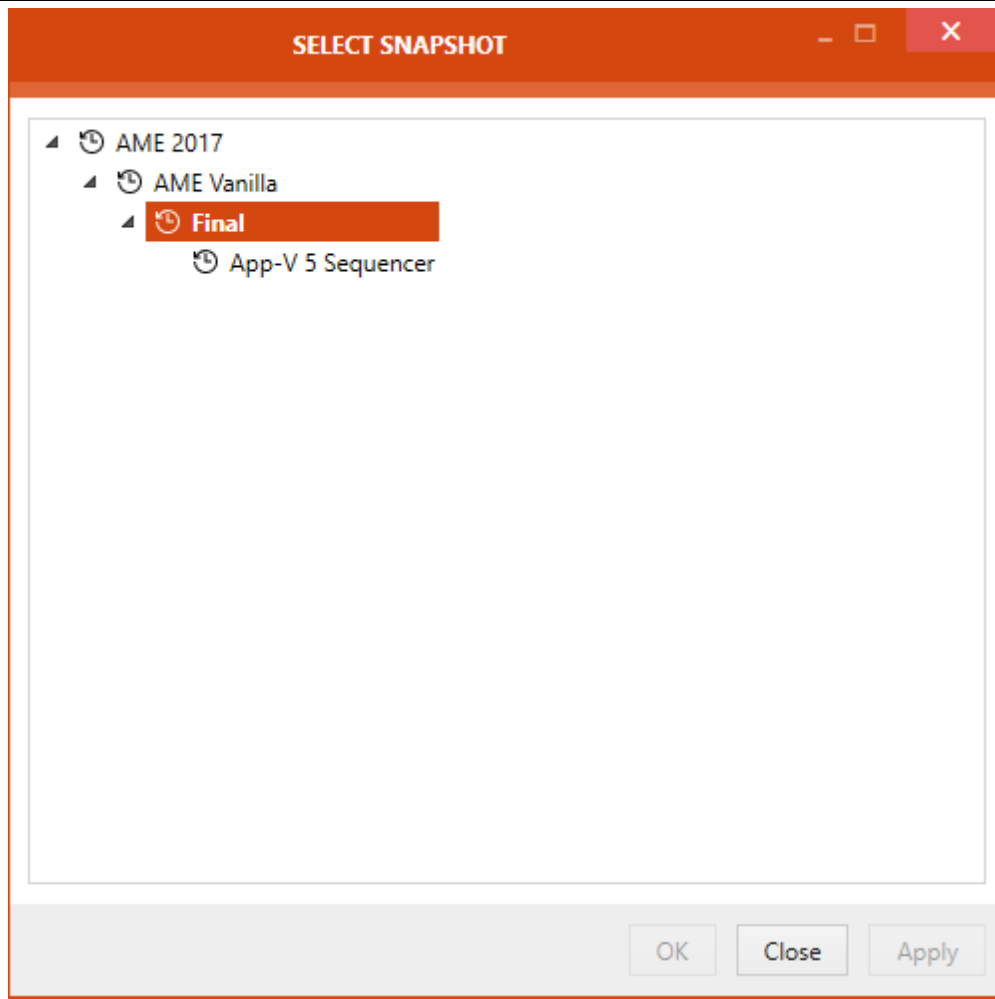 SELECT SNAPSHOT
AME 2017
AME Vanilla
Final
App-V 5 Sequencer
OK Close Apply